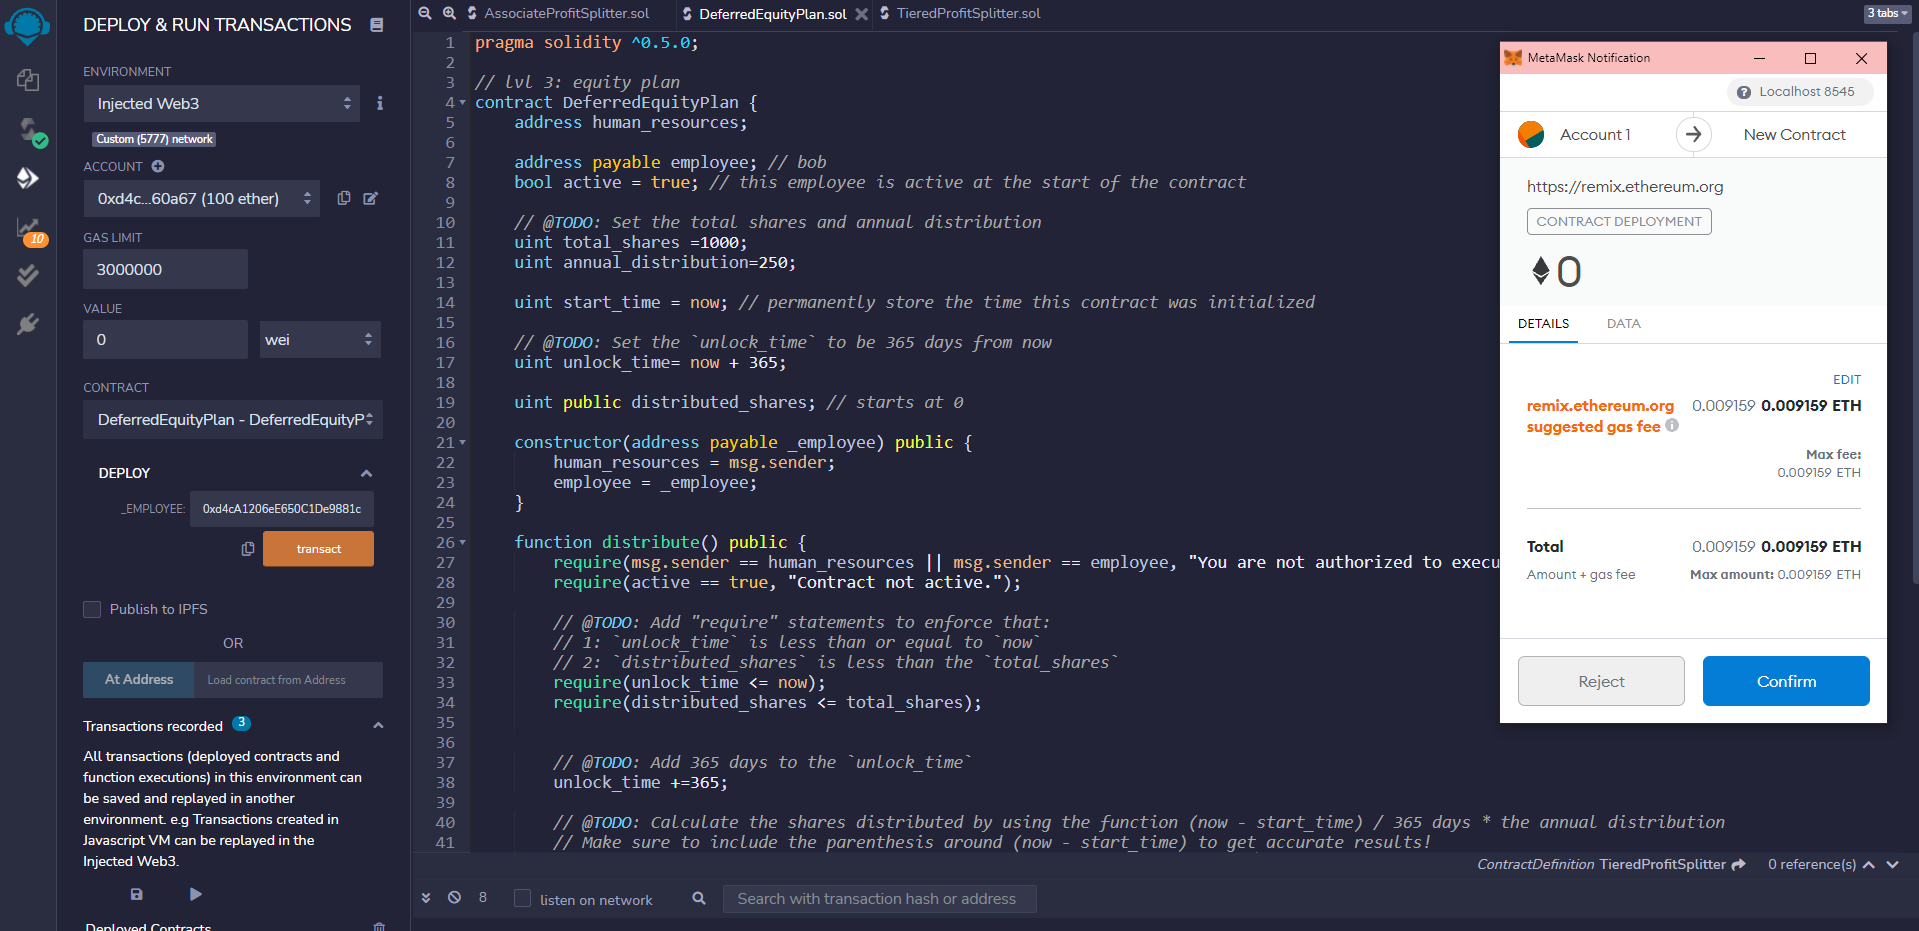 DEPLOY & RUN TRANSACTIONS
ENVIRONMENT
Injected Web3
i
Custom (5777) network
ACCOUNT
0xd4c...60a67 (100 ether)
GAS LIMIT
3000000
VALUE
0
wei
CONTRACT
DeferredEquityPlan - DeferredEquityP
DEPLOY
_EMPLOYEE:
0xd4cA1206eE650C1De9881c
transact
Publish to IPFS
OR
At Address
Load contract from Address
Transactions recorded 3
All transactions (deployed contracts and
function executions) in this environment can
be saved and replayed in another
environment. e.g Transactions created in
Javascript VM can be replayed in the
Injected Web3.
Deployed Contracts
10
AssociateProfitSplitter.sol
DeferredEquityPlan.sol
TieredProfitSplitter.sol
3 tabs
1 pragma solidity ^0.5.0;
2
3 // lvl 3: equity plan
4 contract DeferredEquityPlan {
5 address human_resources;
6
7 address payable employee; // bob
8 bool active = true; // this employee is active at the start of the contract
9
10 // @TODO: Set the total shares and annual distribution
11 uint total_shares =1000;
12 uint annual_distribution=250;
13
14 uint start_time = now; // permanently store the time this contract was initialized
15
16 // @TODO: Set the `unlock_time` to be 365 days from now
17 uint unlock_time= now + 365;
18
19 uint public distributed_shares; // starts at 0
20
21 constructor(address payable _employee) public {
22 human_resources = msg.sender;
23 employee = _employee;
24 }
25
26 function distribute() public {
27 require(msg.sender == human_resources || msg.sender == employee, "You are not authorized to execu
28 require(active == true, "Contract not active.");
29
30 // @TODO: Add "require" statements to enforce that:
31 // 1: `unlock_time` is less than or equal to `now`
32 // 2: `distributed_shares` is less than the `total_shares`
33 require(unlock_time <= now);
34 require(distributed_shares <= total_shares);
35
36
37 // @TODO: Add 365 days to the `unlock_time`
38 unlock_time +=365;
39
40 // @TODO: Calculate the shares distributed by using the function (now - start_time) / 365 days * the annual distribution
41 // Make sure to include the parenthesis around (now - start_time) to get accurate results!
ContractDefinition TieredProfitSplitter
0 reference(s)
8
listen on network
Search with transaction hash or address
MetaMask Notification
Localhost 8545
Account 1
New Contract
https://remix.ethereum.org
CONTRACT DEPLOYMENT
0
DETAILS
DATA
EDIT
remix.ethereum.org 0.009159 0.009159 ETH
suggested gas fee
Max fee:
0.009159 ETH
Total 0.009159 0.009159 ETH
Amount + gas fee Max amount: 0.009159 ETH
Reject
Confirm